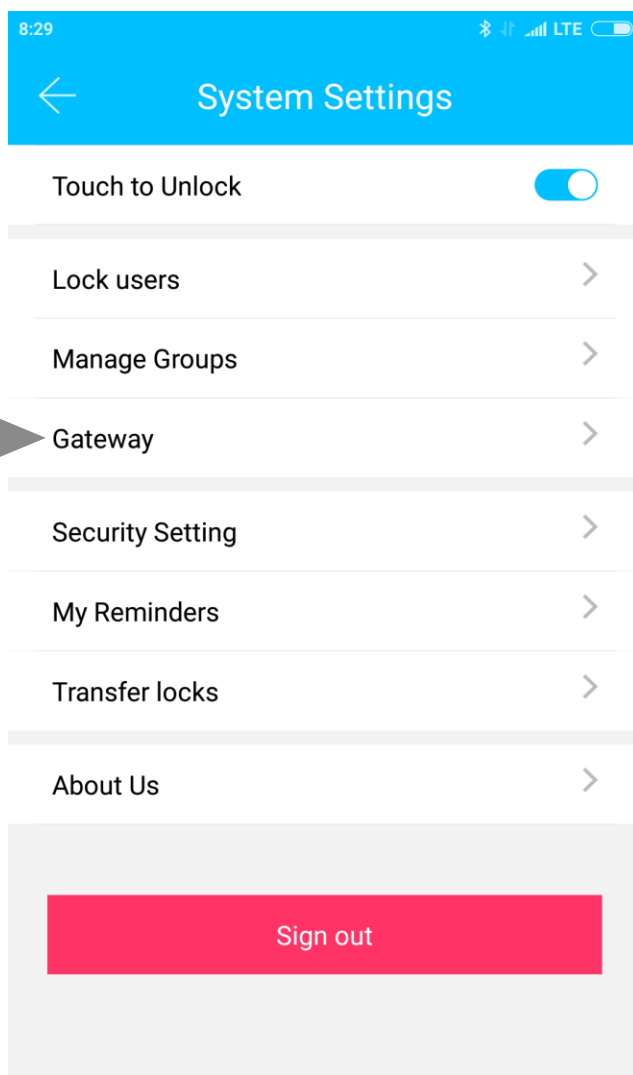 8:29 LTE
System Settings
Touch to Unlock
Lock users
Manage Groups
Gateway
Security Setting
My Reminders
Transfer locks
About Us
Sign out